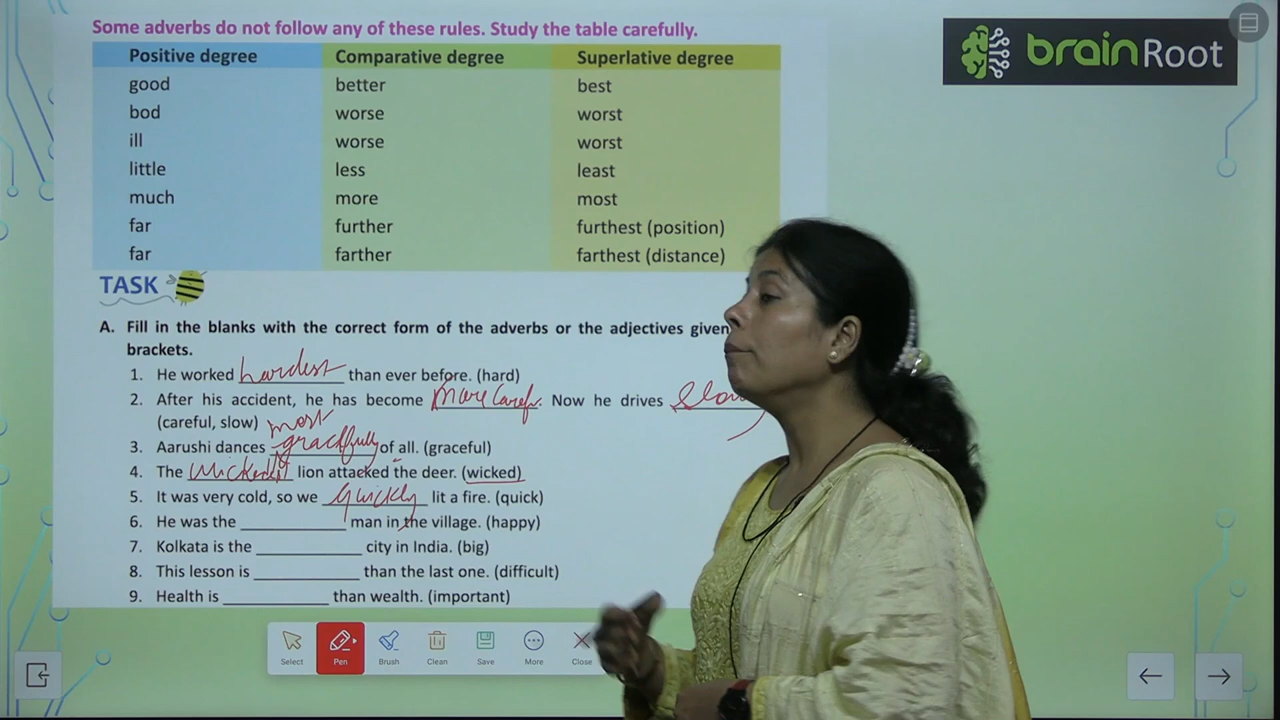 Some adverbs do not follow any of these rules. Study the table carefully.
brainRoot
Positive degree Comparative degree Superlative degree
good better best
bod worse worst
ill worse worst
little less least
much more most
far further furthest (position)
far farther farthest (distance)
TASK
A. Fill in the blanks with the correct form of the adverbs or the adjectives given
brackets.
1. He worked hardest than ever before. (hard)
2. After his accident, he has become more caref. Now he drives slow
(careful, slow) most
3. Aarushi dances gracefully of all. (graceful)
4. The wickedest lion attacked the deer. (wicked)
5. It was very cold, so we quickly lit a fire. (quick)
6. He was the ____________ man in the village. (happy)
7. Kolkata is the ____________ city in India. (big)
8. This lesson is ____________ than the last one. (difficult)
9. Health is ____________ than wealth. (important)
Select Pen Brush Clean Save More Close